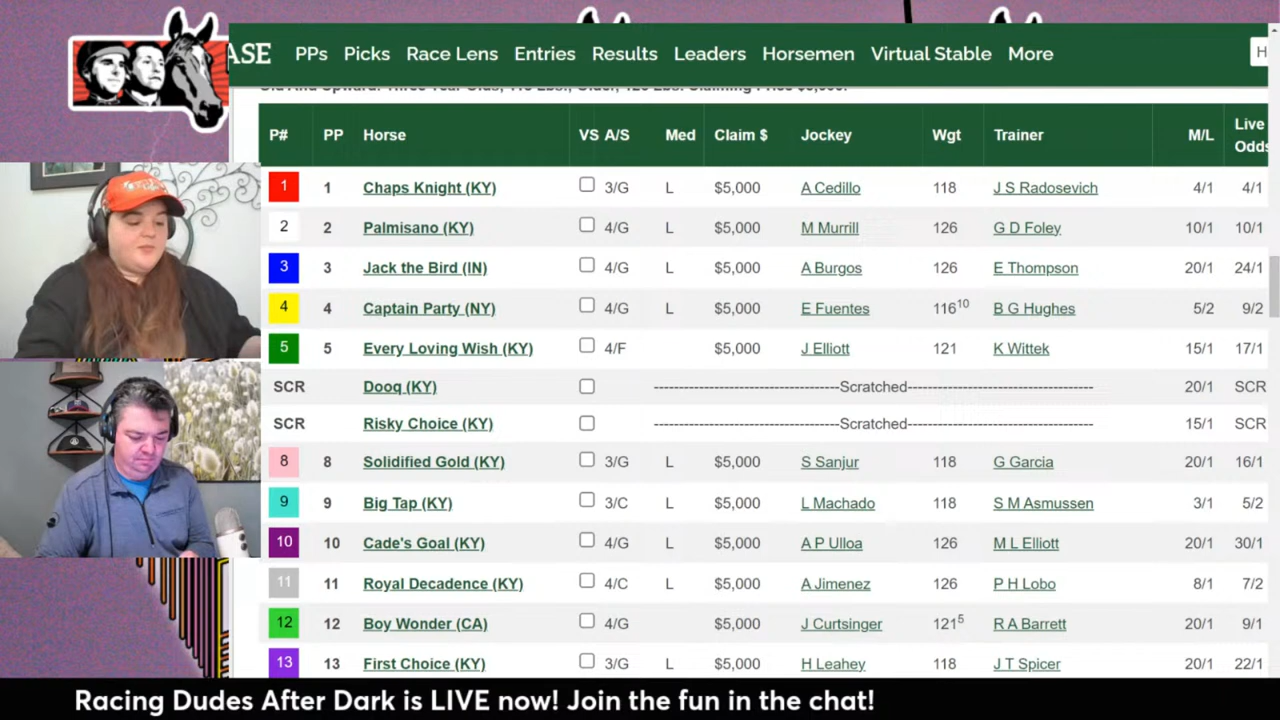 ASE PPs Picks Race Lens Entries Results Leaders Horsemen Virtual Stable More H
P# PP Horse VS A/S Med Claim $ Jockey Wgt Trainer M/L Live Odds
1 1 Chaps Knight (KY) 3/G L $5,000 A Cedillo 118 J S Radosevich 4/1 4/1
2 2 Palmisano (KY) 4/G L $5,000 M Murrill 126 G D Foley 10/1 10/1
3 3 Jack the Bird (IN) 4/G L $5,000 A Burgos 126 E Thompson 20/1 24/1
4 4 Captain Party (NY) 4/G L $5,000 E Fuentes 116¹⁰ B G Hughes 5/2 9/2
5 5 Every Loving Wish (KY) 4/F $5,000 J Elliott 121 K Wittek 15/1 17/1
SCR Dooq (KY) ----------------------------------------Scratched---------------------------------------- 20/1 SCR
SCR Risky Choice (KY) ----------------------------------------Scratched---------------------------------------- 15/1 SCR
8 8 Solidified Gold (KY) 3/G L $5,000 S Sanjur 118 G Garcia 20/1 16/1
9 9 Big Tap (KY) 3/C L $5,000 L Machado 118 S M Asmussen 3/1 5/2
10 10 Cade's Goal (KY) 4/G L $5,000 A P Ulloa 126 M L Elliott 20/1 30/1
11 11 Royal Decadence (KY) 4/C L $5,000 A Jimenez 126 P H Lobo 8/1 7/2
12 12 Boy Wonder (CA) 4/G L $5,000 J Curtsinger 121⁵ R A Barrett 20/1 9/1
13 13 First Choice (KY) 3/G L $5,000 H Leahey 118 J T Spicer 20/1 22/1
Racing Dudes After Dark is LIVE now! Join the fun in the chat!